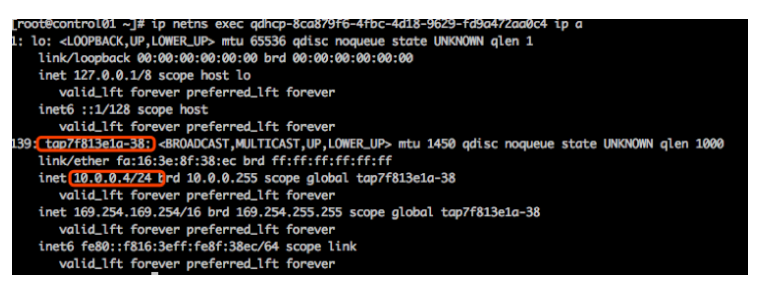 [root@control01 ~]# ip netns exec qdhcp-8ca879f6-4fbc-4d18-9629-fd9a472aa0c4 ip a
1: lo: <LOOPBACK,UP,LOWER_UP> mtu 65536 qdisc noqueue state UNKNOWN qlen 1
link/loopback 00:00:00:00:00:00 brd 00:00:00:00:00:00
inet 127.0.0.1/8 scope host lo
valid_lft forever preferred_lft forever
inet6 ::1/128 scope host
valid_lft forever preferred_lft forever
139: tap7f813e1a-38: <BROADCAST,MULTICAST,UP,LOWER_UP> mtu 1450 qdisc noqueue state UNKNOWN qlen 1000
link/ether fa:16:3e:8f:38:ec brd ff:ff:ff:ff:ff:ff
inet 10.0.0.4/24 brd 10.0.0.255 scope global tap7f813e1a-38
valid_lft forever preferred_lft forever
inet 169.254.169.254/16 brd 169.254.255.255 scope global tap7f813e1a-38
valid_lft forever preferred_lft forever
inet6 fe80::f816:3eff:fe8f:38ec/64 scope link
valid_lft forever preferred_lft forever